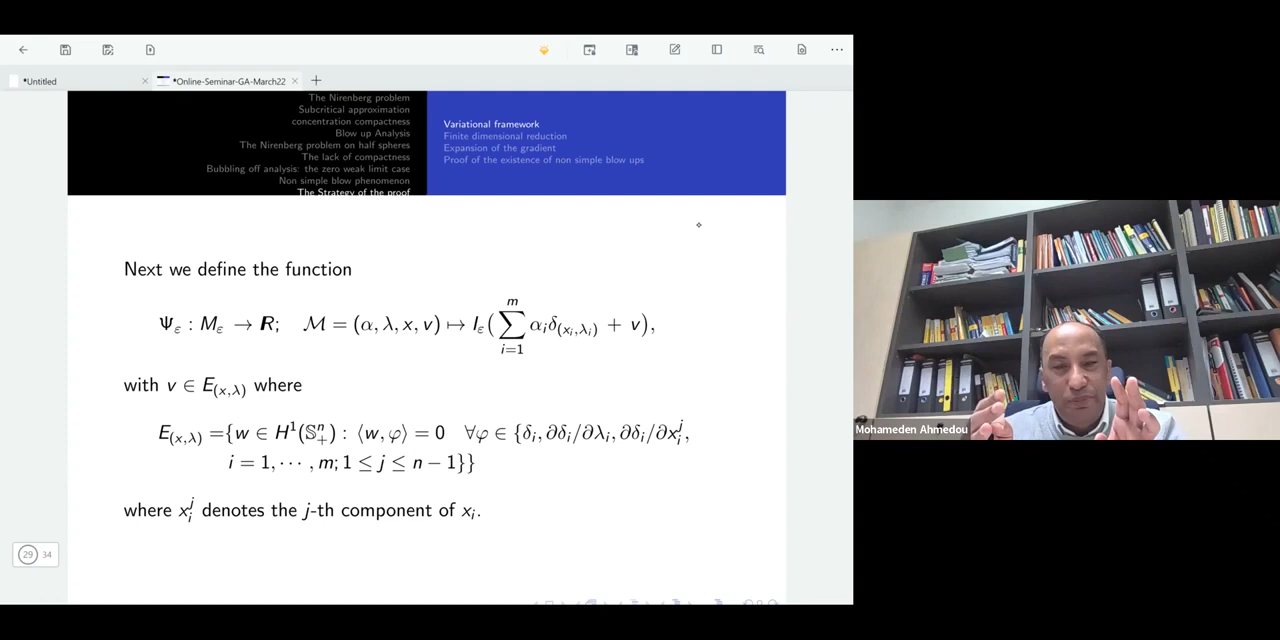 *Untitled
*Online-Seminar-GA-March22
The Nirenberg problem
Subcritical approximation
concentration compactness
Blow up Analysis
The Nirenberg problem on half spheres
The lack of compactness
Bubbling off analysis: the zero weak limit case
Non simple blow phenomenon
The Strategy of the proof
Variational framework
Finite dimensional reduction
Expansion of the gradient
Proof of the existence of non simple blow ups
Next we define the function
Ψ_ε : M_ε → ℝ; ℳ = (α, λ, x, v) ↦ I_ε(∑_{i=1}^{m} α_i δ_{(x_i,λ_i)} + v),
with v ∈ E_{(x,λ)} where
E_{(x,λ)} = {w ∈ H^1(𝕊^n_+) : ⟨w, φ⟩ = 0 ∀φ ∈ {δ_i, ∂δ_i/∂λ_i, ∂δ_i/∂x_i^j,
i = 1, ⋯ , m; 1 ≤ j ≤ n − 1}}
where x_i^j denotes the j-th component of x_i.
29 34
Mohameden Ahmedou